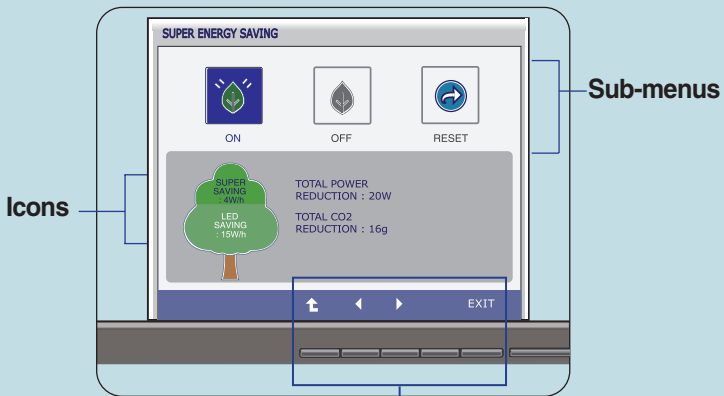 SUPER ENERGY SAVING
ON
OFF
RESET
Sub-menus
Icons
SUPER
SAVING
: 4W/h
LED
SAVING
: 15W/h
TOTAL POWER
REDUCTION : 20W
TOTAL CO2
REDUCTION : 16g
EXIT